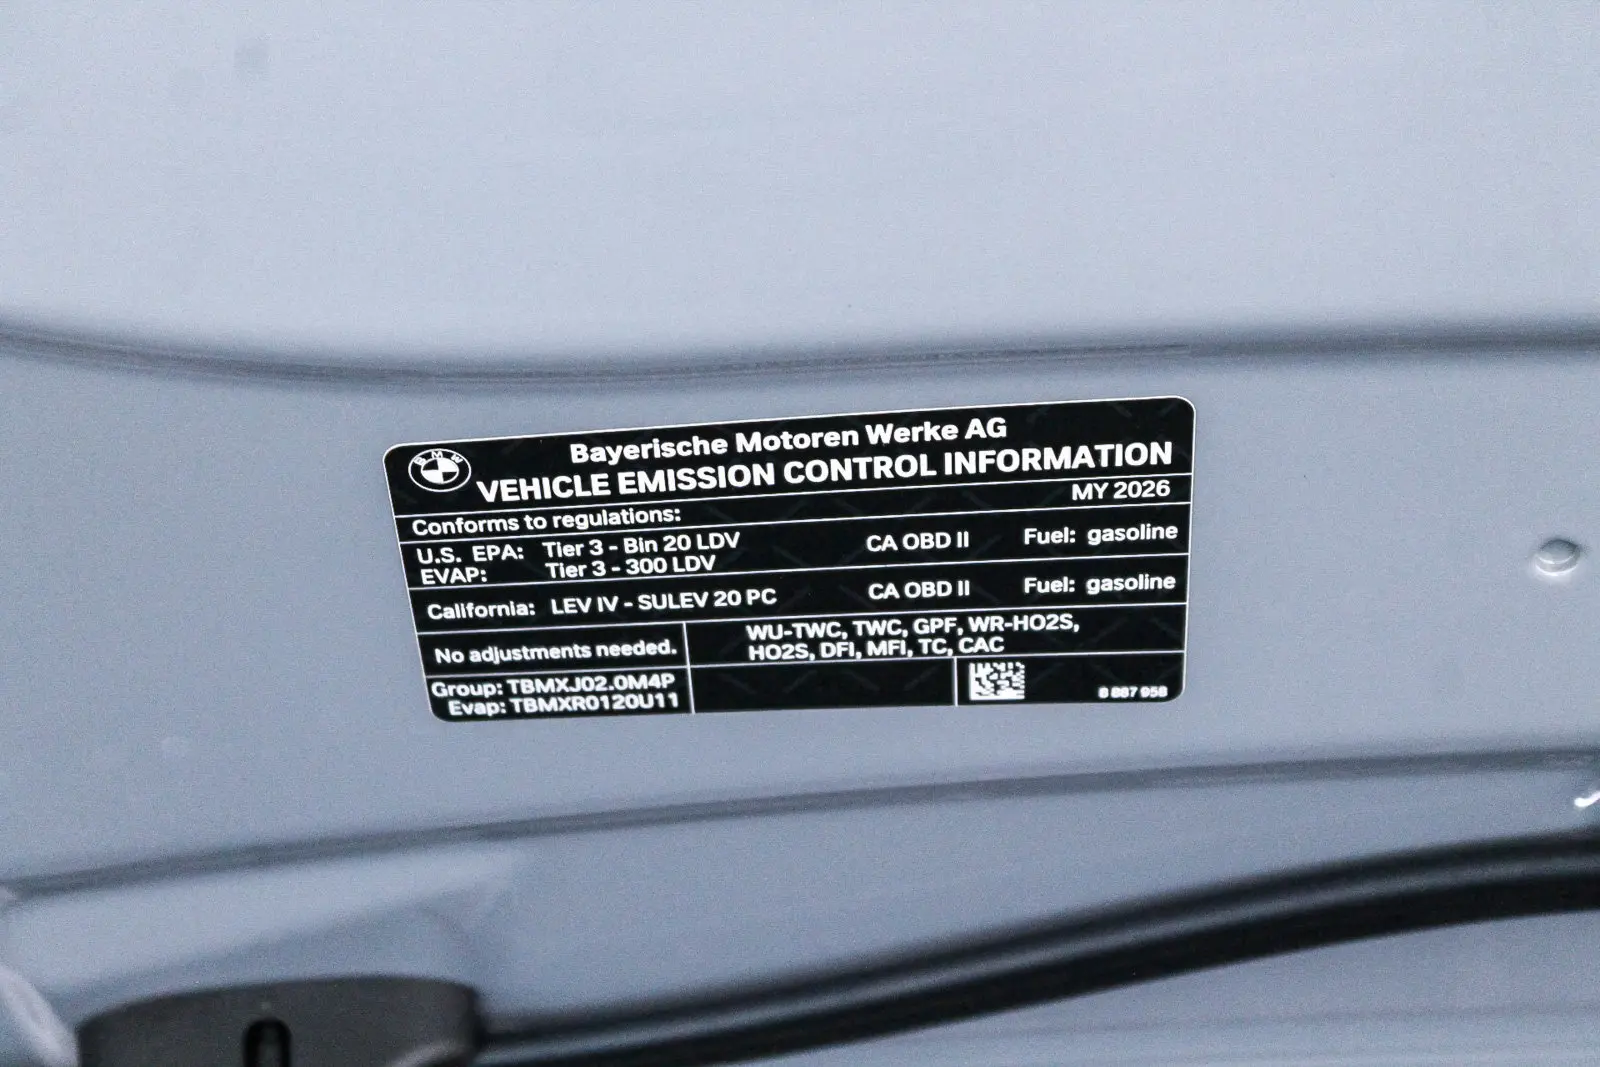 BMW
Bayerische Motoren Werke AG
VEHICLE EMISSION CONTROL INFORMATION
MY 2026
Conforms to regulations:
U.S. EPA: Tier 3 - Bin 20 LDV CA OBD II Fuel: gasoline
EVAP: Tier 3 - 300 LDV
California: LEV IV - SULEV 20 PC CA OBD II Fuel: gasoline
No adjustments needed.
WU-TWC, TWC, GPF, WR-HO2S,
HO2S, DFI, MFI, TC, CAC
Group: TBMXJ02.0M4P
Evap: TBMXR0120U11
8 887 958